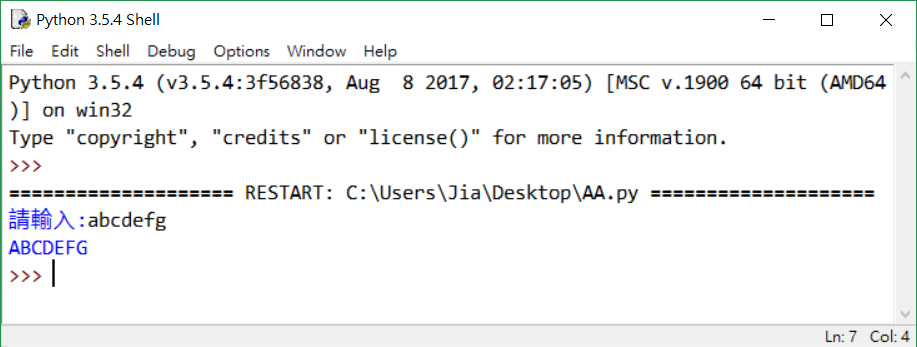 Python 3.5.4 Shell
File Edit Shell Debug Options Window Help
Python 3.5.4 (v3.5.4:3f56838, Aug  8 2017, 02:17:05) [MSC v.1900 64 bit (AMD64
)] on win32
Type "copyright", "credits" or "license()" for more information.
>>>
==================== RESTART: C:\Users\Jia\Desktop\AA.py ====================
請輸入:abcdefg
ABCDEFG
>>>
Ln: 7 Col: 4